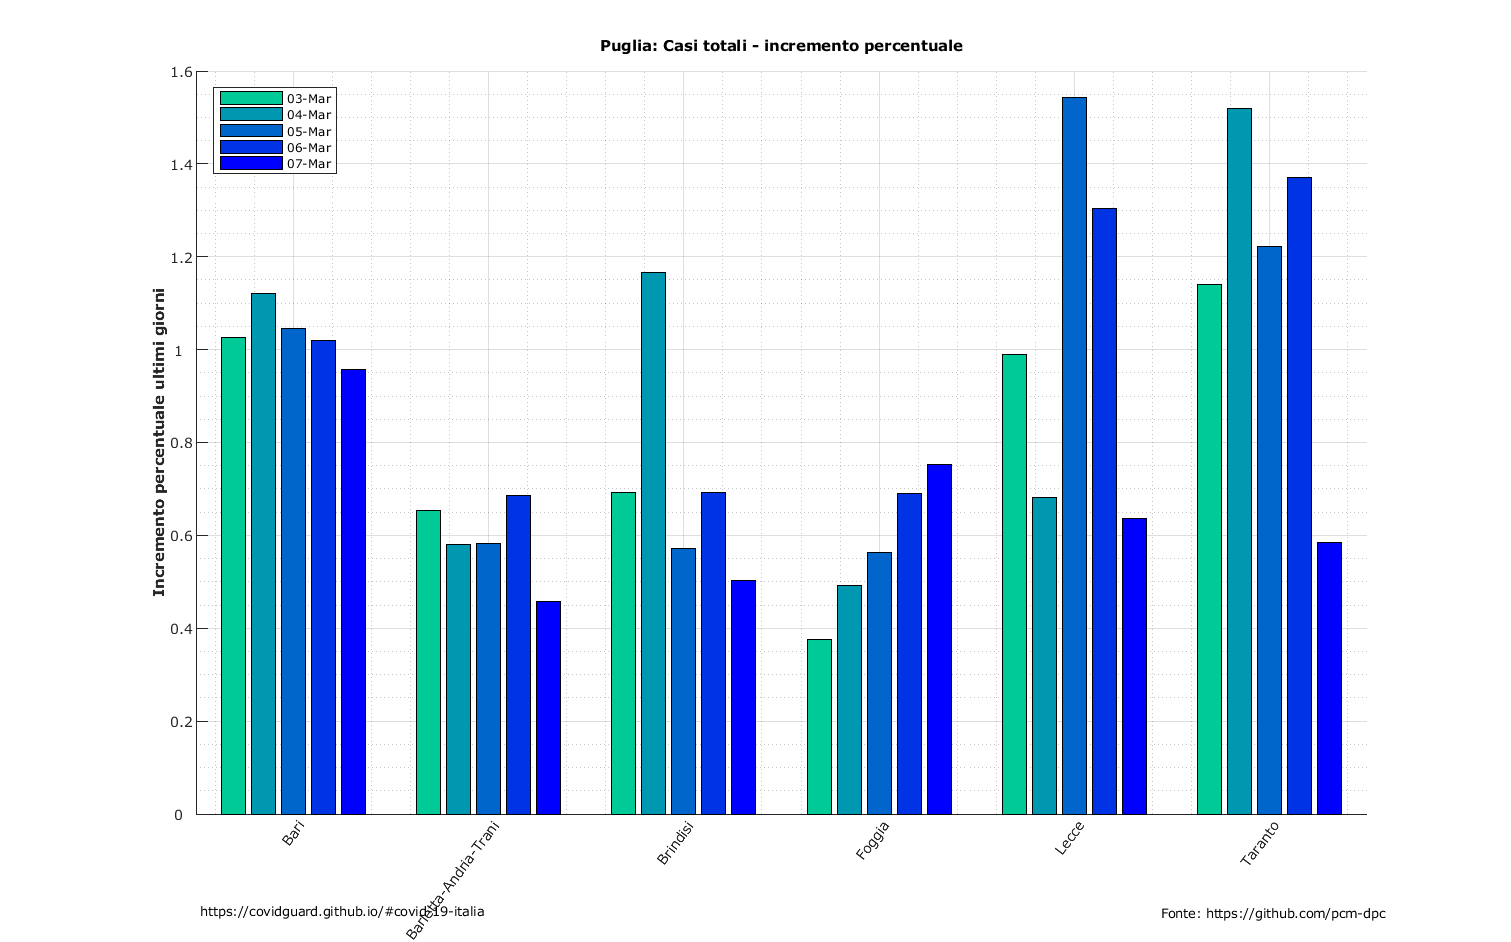 Puglia: Casi totali - incremento percentuale
1.6
1.4
1.2
1
0.8
0.6
0.4
0.2
0
Incremento percentuale ultimi giorni
03-Mar
04-Mar
05-Mar
06-Mar
07-Mar
Bari
Barletta-Andria-Trani
Brindisi
Foggia
Lecce
Taranto
https://covidguard.github.io/#covid-19-italia
Fonte: https://github.com/pcm-dpc